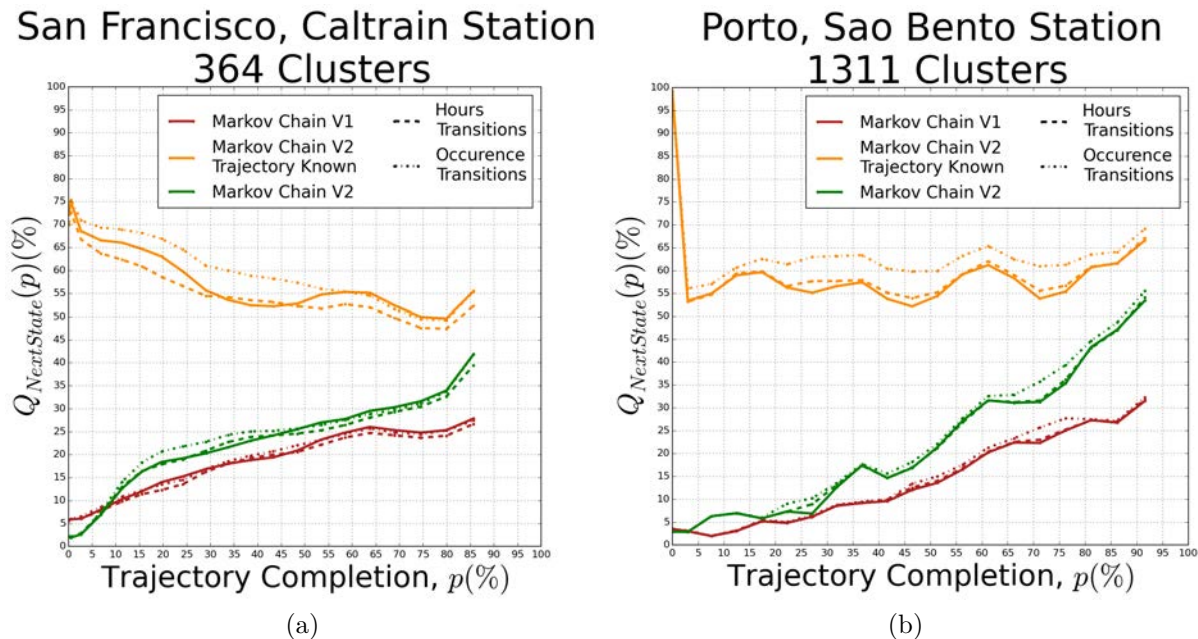 San Francisco, Caltrain Station
364 Clusters
100
95
90
85
80
75
70
65
60
55
50
45
40
35
30
25
20
15
10
5
0
Q_{NextState}(p)(%)
Markov Chain V1
Markov Chain V2
Trajectory Known
Markov Chain V2
Hours
Transitions
Occurence
Transitions
0 5 10 15 20 25 30 35 40 45 50 55 60 65 70 75 80 85 90 95 100
Trajectory Completion, p(%)
(a)
Porto, Sao Bento Station
1311 Clusters
100
95
90
85
80
75
70
65
60
55
50
45
40
35
30
25
20
15
10
5
0
Q_{NextState}(p)(%)
Markov Chain V1
Markov Chain V2
Trajectory Known
Markov Chain V2
Hours
Transitions
Occurence
Transitions
0 5 10 15 20 25 30 35 40 45 50 55 60 65 70 75 80 85 90 95 100
Trajectory Completion, p(%)
(b)